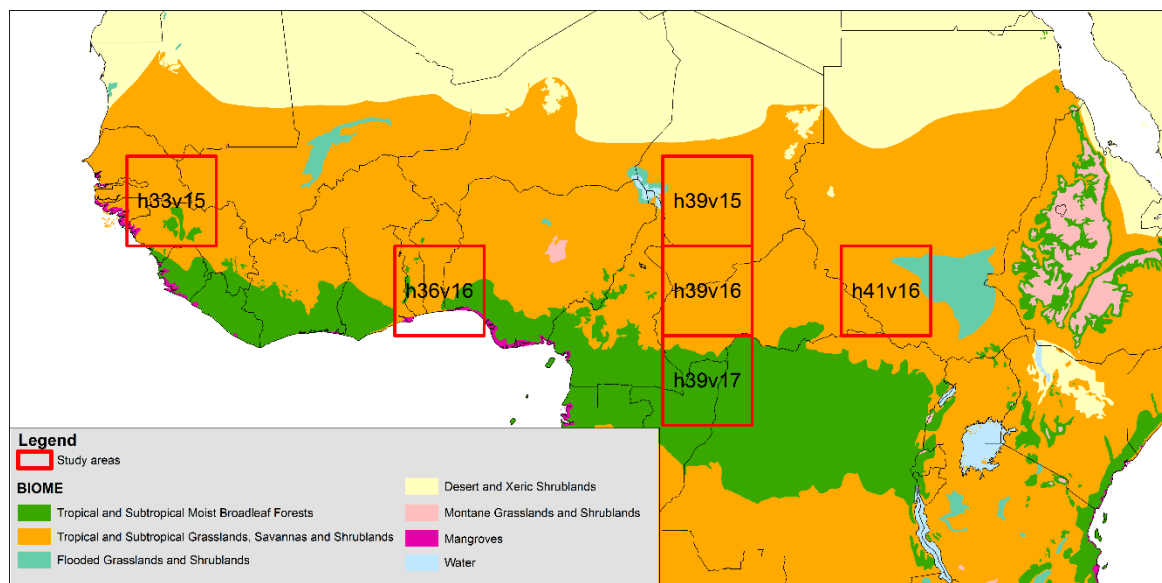 h33v15
h39v15
h36v16
h39v16
h41v16
h39v17
Legend
Study areas
BIOME
Tropical and Subtropical Moist Broadleaf Forests
Tropical and Subtropical Grasslands, Savannas and Shrublands
Flooded Grasslands and Shrublands
Desert and Xeric Shrublands
Montane Grasslands and Shrublands
Mangroves
Water